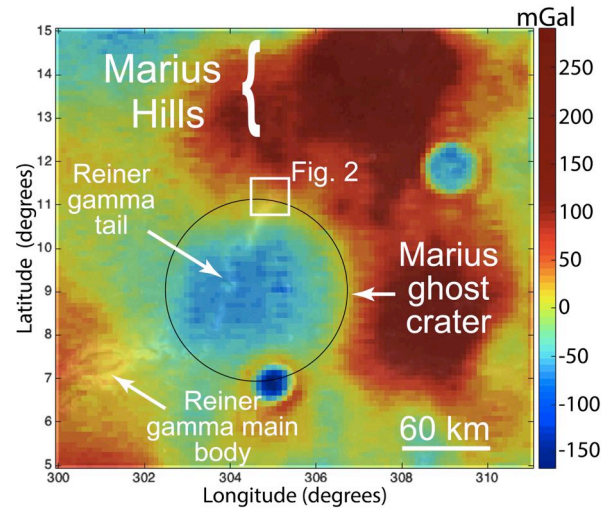 mGal
15
14
13
12
11
10
9
8
7
6
5
Latitude (degrees)
Marius
Hills
{
Fig. 2
Reiner
gamma
tail
Marius
ghost
crater
Reiner
gamma main
body
60 km
300
302
304
306
308
310
Longitude (degrees)
250
200
150
100
50
0
-50
-100
-150